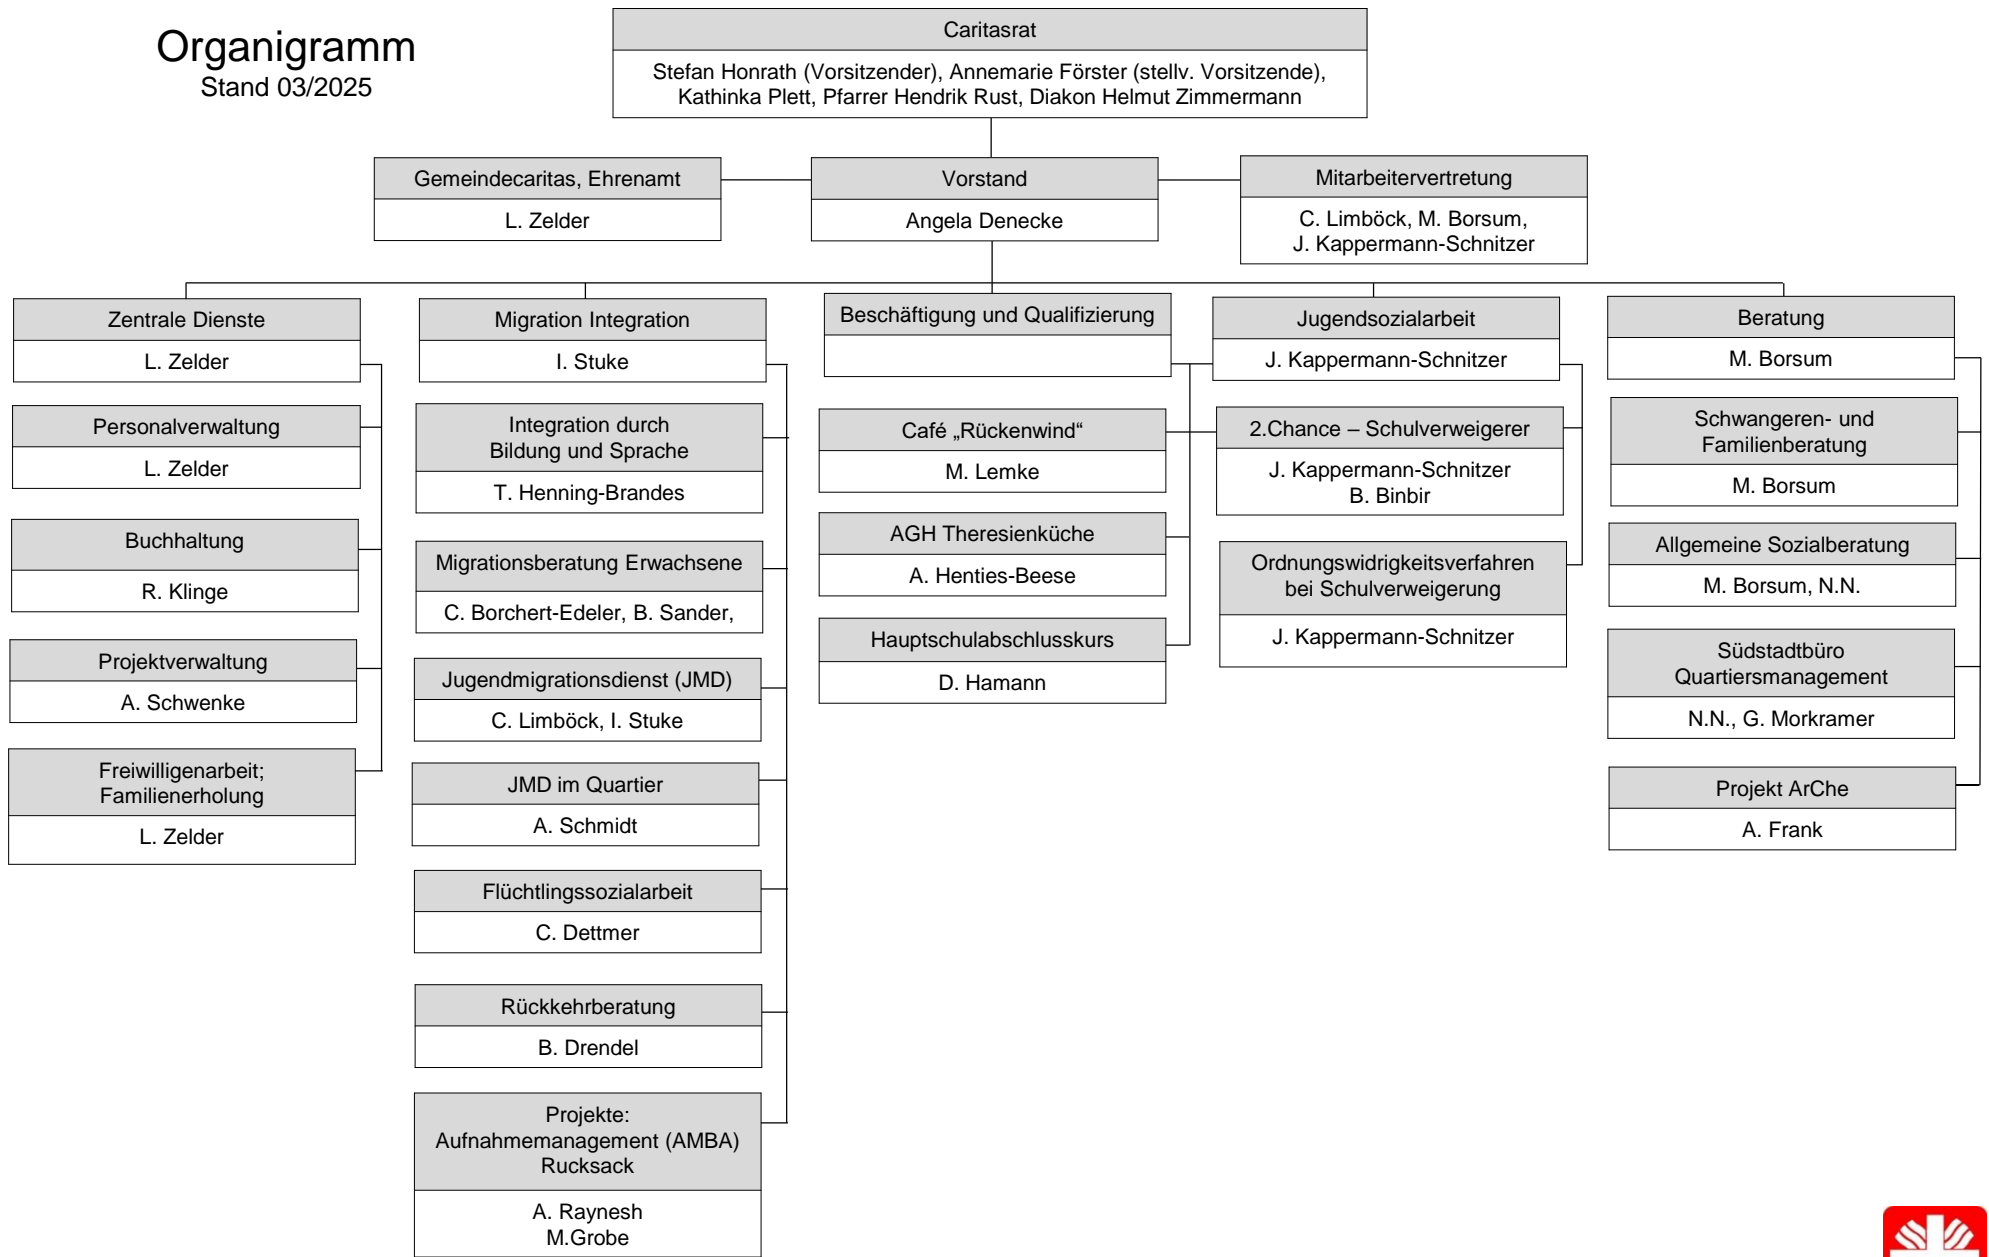 Organigramm
Stand 03/2025
Caritasrat
Stefan Honrath (Vorsitzender), Annemarie Förster (stellv. Vorsitzende),
Kathinka Plett, Pfarrer Hendrik Rust, Diakon Helmut Zimmermann
Gemeindecaritas, Ehrenamt
L. Zelder
Vorstand
Angela Denecke
Mitarbeitervertretung
C. Limböck, M. Borsum,
J. Kappermann-Schnitzer
Zentrale Dienste
L. Zelder
Personalverwaltung
L. Zelder
Buchhaltung
R. Klinge
Projektverwaltung
A. Schwenke
Freiwilligenarbeit;
Familienerholung
L. Zelder
Migration Integration
I. Stuke
Integration durch
Bildung und Sprache
T. Henning-Brandes
Migrationsberatung Erwachsene
C. Borchert-Edeler, B. Sander,
Jugendmigrationsdienst (JMD)
C. Limböck, I. Stuke
JMD im Quartier
A. Schmidt
Flüchtlingssozialarbeit
C. Dettmer
Rückkehrberatung
B. Drendel
Projekte:
Aufnahmemanagement (AMBA)
Rucksack
A. Raynesh
M.Grobe
Beschäftigung und Qualifizierung
Café „Rückenwind“
M. Lemke
AGH Theresienküche
A. Henties-Beese
Hauptschulabschlusskurs
D. Hamann
Jugendsozialarbeit
J. Kappermann-Schnitzer
2.Chance – Schulverweigerer
J. Kappermann-Schnitzer
B. Binbir
Ordnungswidrigkeitsverfahren
bei Schulverweigerung
J. Kappermann-Schnitzer
Beratung
M. Borsum
Schwangeren- und
Familienberatung
M. Borsum
Allgemeine Sozialberatung
M. Borsum, N.N.
Südstadtbüro
Quartiersmanagement
N.N., G. Morkramer
Projekt ArChe
A. Frank